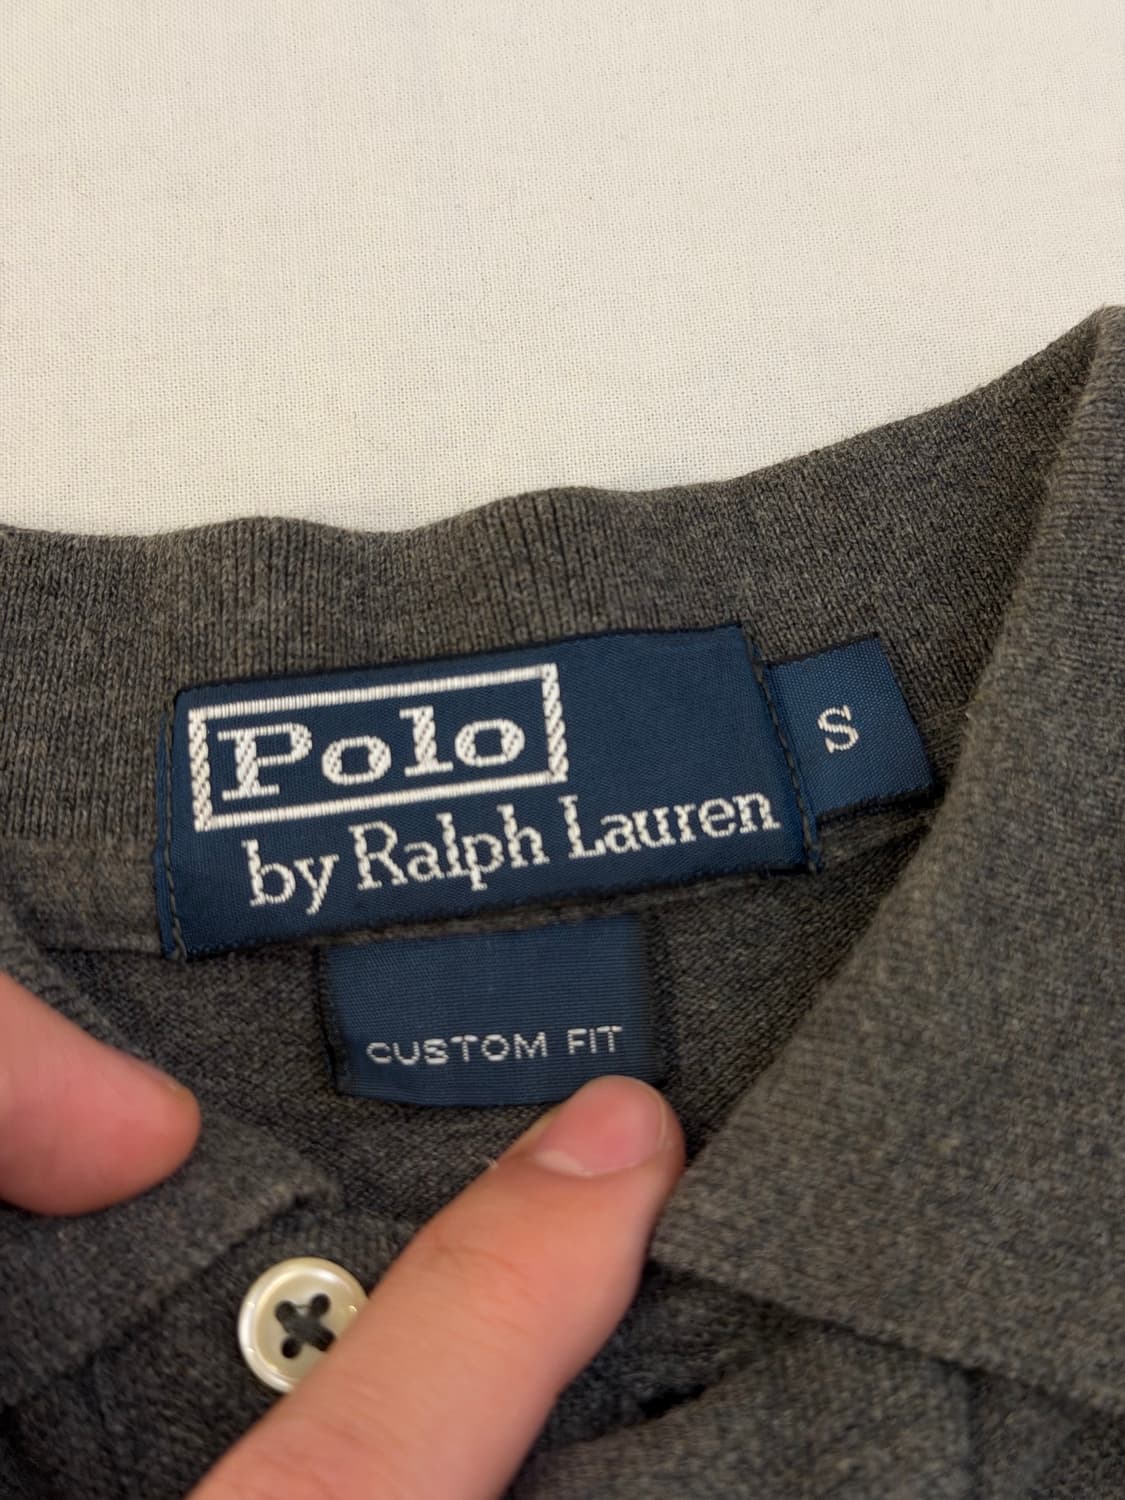 Polo
by Ralph Lauren
S
CUSTOM FIT